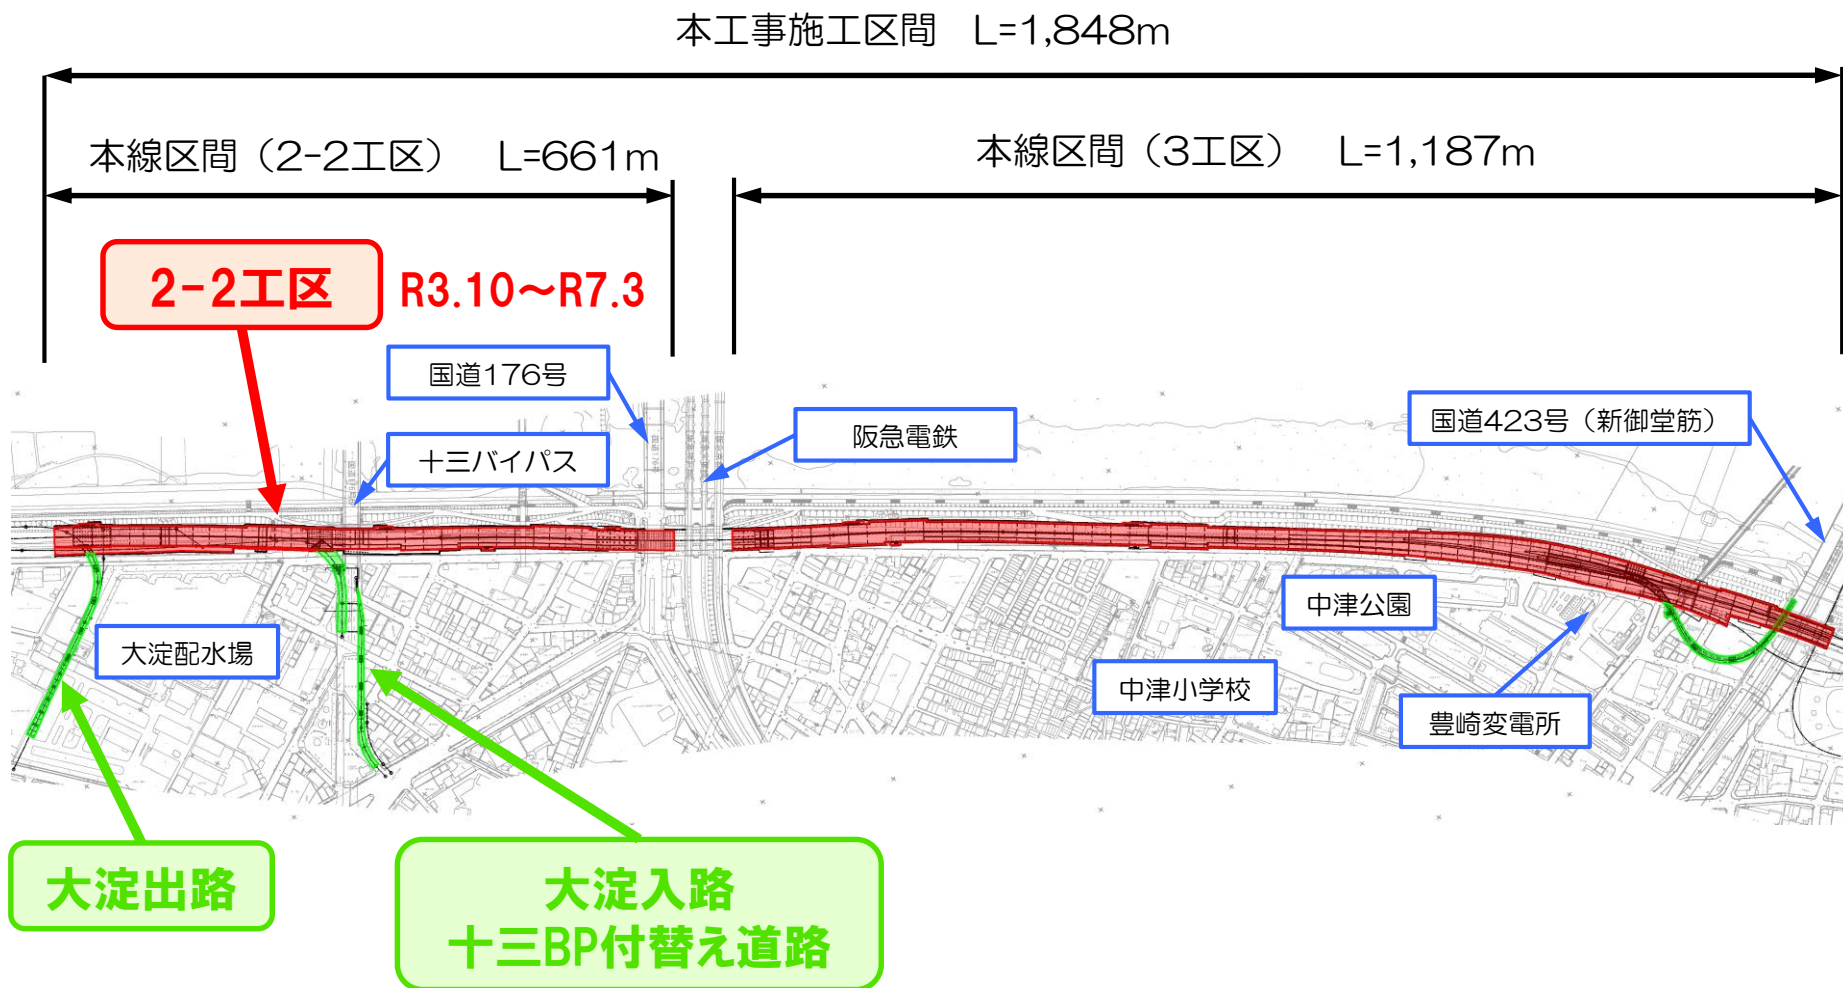 本工事施工区間　L=1,848m
本線区間（2-2工区）　L=661m
本線区間（3工区）　L=1,187m
2-2工区
R3.10～R7.3
国道176号
十三バイパス
阪急電鉄
国道423号（新御堂筋）
大淀配水場
中津公園
中津小学校
豊崎変電所
大淀出路
大淀入路
十三BP付替え道路